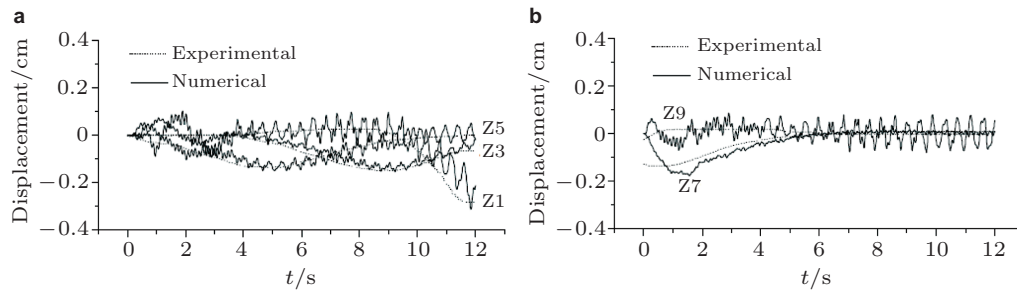 a
0.4
0.2
0
−0.2
−0.4
Displacement/cm
Experimental
Numerical
Z5
Z3
Z1
0 2 4 6 8 10 12
t/s
b
0.4
0.2
0
−0.2
−0.4
Displacement/cm
Experimental
Numerical
Z9
Z7
0 2 4 6 8 10 12
t/s